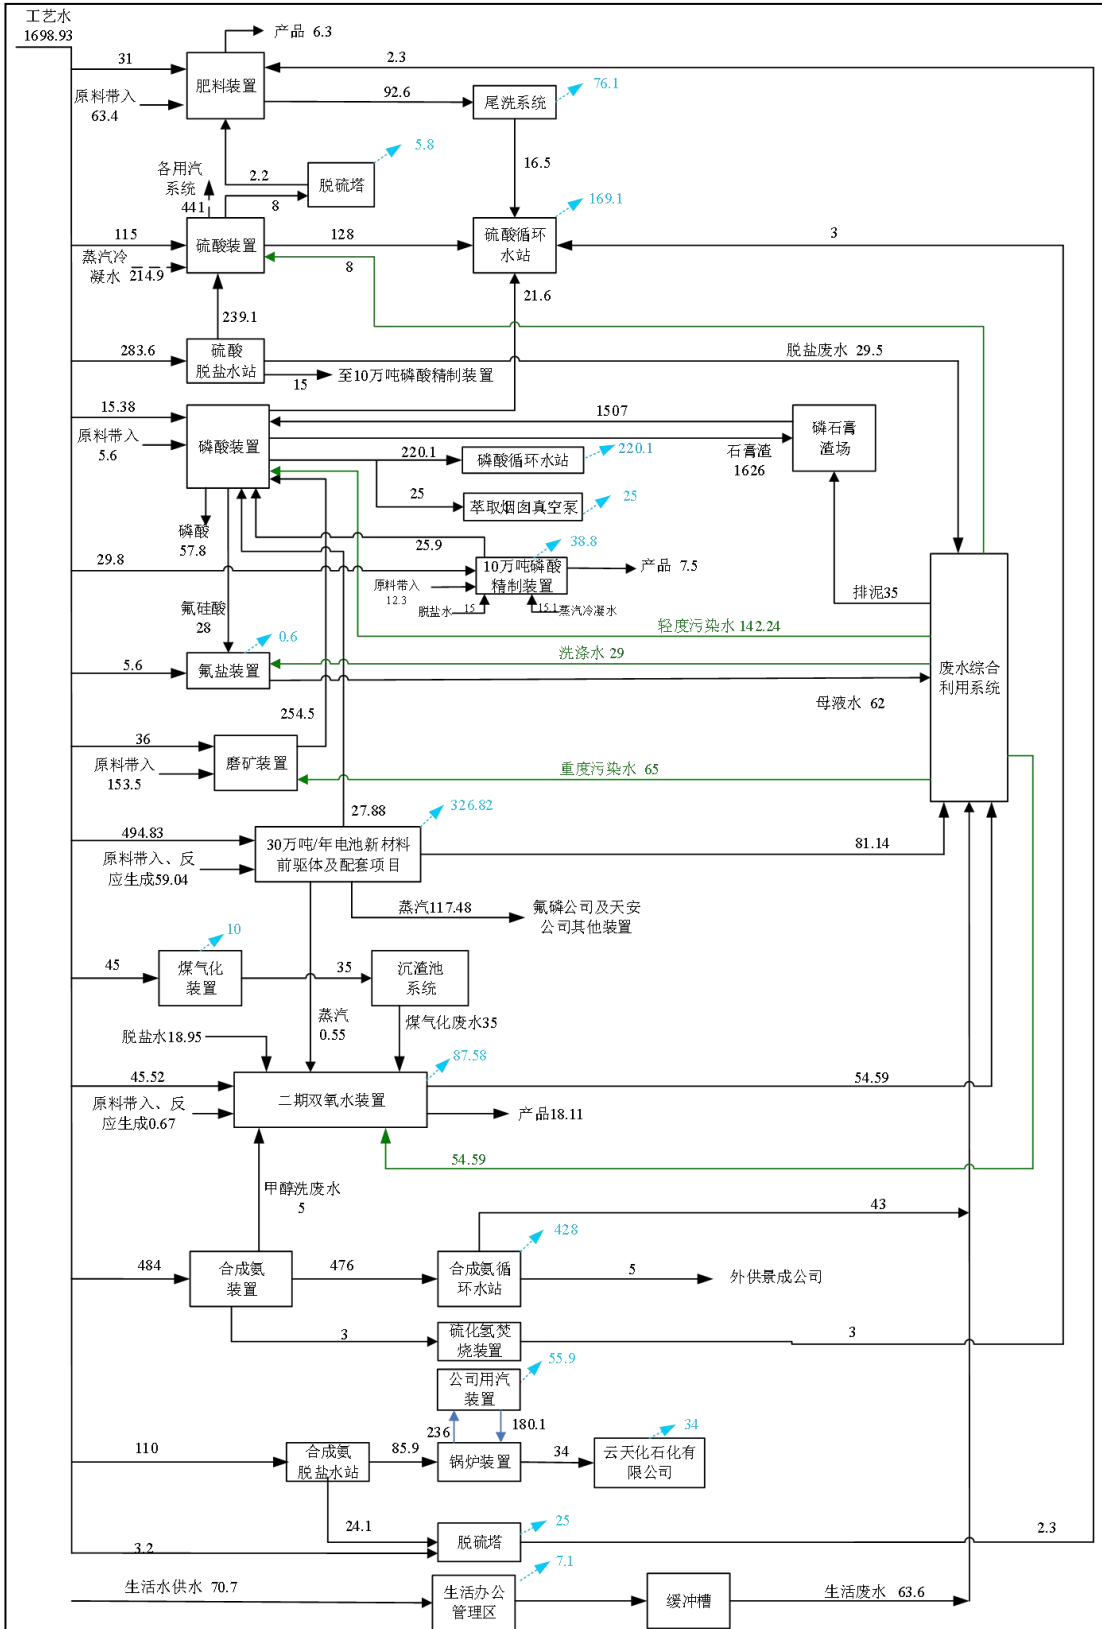 工艺水
1698.93
产品 6.3
31
2.3
肥料装置
原料带入
63.4
92.6
尾洗系统
76.1
5.8
各用汽
系统
441
2.2
脱硫塔
8
16.5
169.1
115
硫酸装置
128
硫酸循环
水站
3
蒸汽冷
凝水
214.9
8
239.1
21.6
283.6
硫酸
脱盐水站
脱盐废水 29.5
15
至10万吨磷酸精制装置
15.38
1507
磷石膏
渣场
原料带入
5.6
磷酸装置
石膏渣
1626
220.1
磷酸循环水站
220.1
25
萃取烟囱真空泵
25
磷酸
57.8
25.9
38.8
29.8
10万吨磷酸
精制装置
产品 7.5
原料带入
12.3
脱盐水
15
15.1
蒸汽冷凝水
排泥35
氟硅酸
28
轻度污染水 142.24
0.6
洗涤水 29
5.6
氟盐装置
废水综合
利用系统
母液水 62
254.5
36
磨矿装置
原料带入
153.5
重度污染水 65
27.88
326.82
494.83
30万吨/年电池新材料
前驱体及配套项目
81.14
原料带入、反
应生成59.04
蒸汽117.48
氟磷公司及天安
公司其他装置
10
45
煤气化
装置
35
沉渣池
系统
蒸汽
0.55
煤气化废水35
脱盐水18.95
87.58
45.52
二期双氧水装置
54.59
原料带入、反
应生成0.67
产品18.11
54.59
甲醇洗废水
5
43
428
484
合成氨
装置
476
合成氨循
环水站
5
外供景成公司
3
硫化氢焚
烧装置
3
55.9
公司用汽
装置
236
180.1
34
110
合成氨
脱盐水站
85.9
锅炉装置
34
云天化石化有
限公司
24.1
25
脱硫塔
2.3
3.2
7.1
生活水供水 70.7
生活办公
管理区
缓冲槽
生活废水 63.6